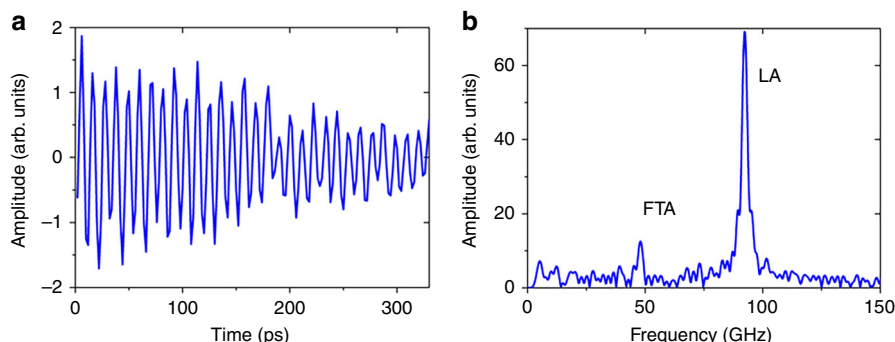 a
2
1
0
−1
−2
Amplitude (arb. units)
0
100
200
300
Time (ps)
b
60
40
20
0
Amplitude (arb. units)
LA
FTA
0
50
100
150
Frequency (GHz)